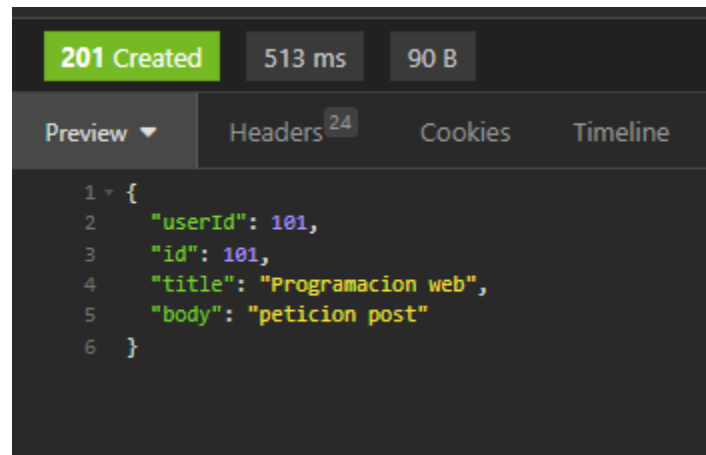 201 Created 513 ms 90 B
Preview Headers 24 Cookies Timeline
1 {
2 "userId": 101,
3 "id": 101,
4 "title": "Programacion web",
5 "body": "peticion post"
6 }